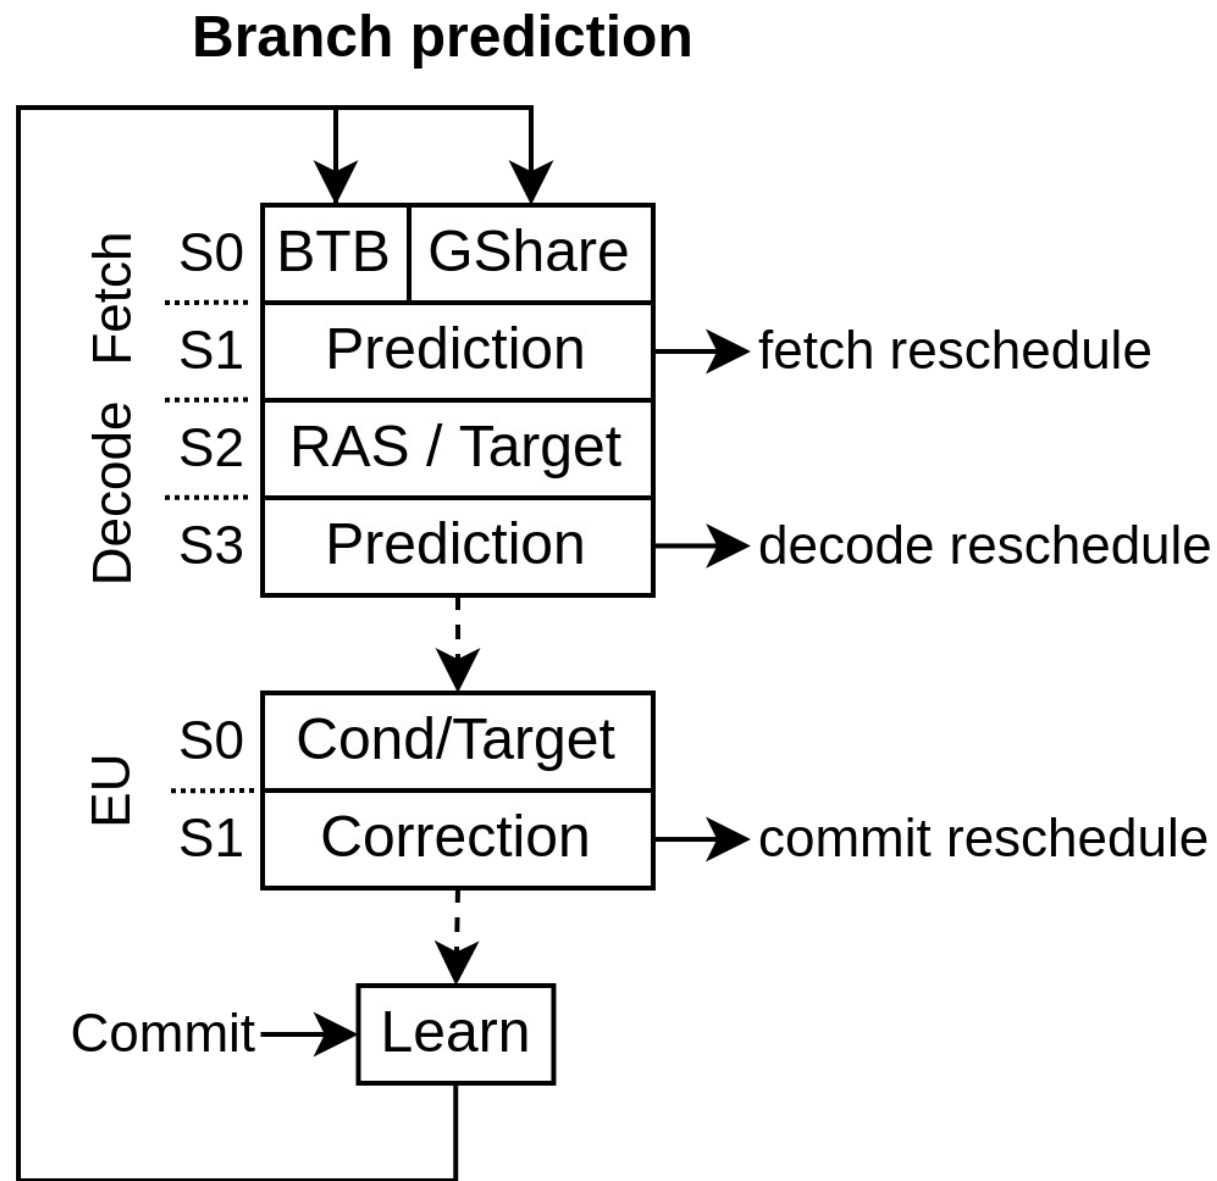 Branch prediction
Fetch
S0
BTB
GShare
S1
Prediction
fetch reschedule
Decode
S2
RAS / Target
S3
Prediction
decode reschedule
EU
S0
Cond/Target
S1
Correction
commit reschedule
Commit
Learn